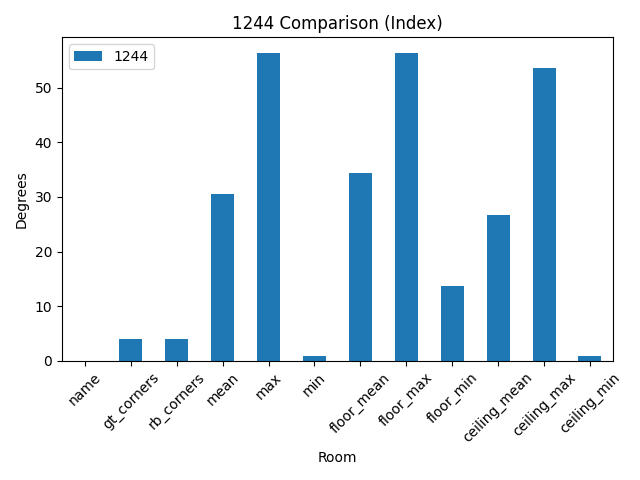 1244 Comparison (Index)
1244
Degrees
50
40
30
20
10
0
name
gt_corners
rb_corners
mean
max
min
floor_mean
floor_max
floor_min
ceiling_mean
ceiling_max
ceiling_min
Room